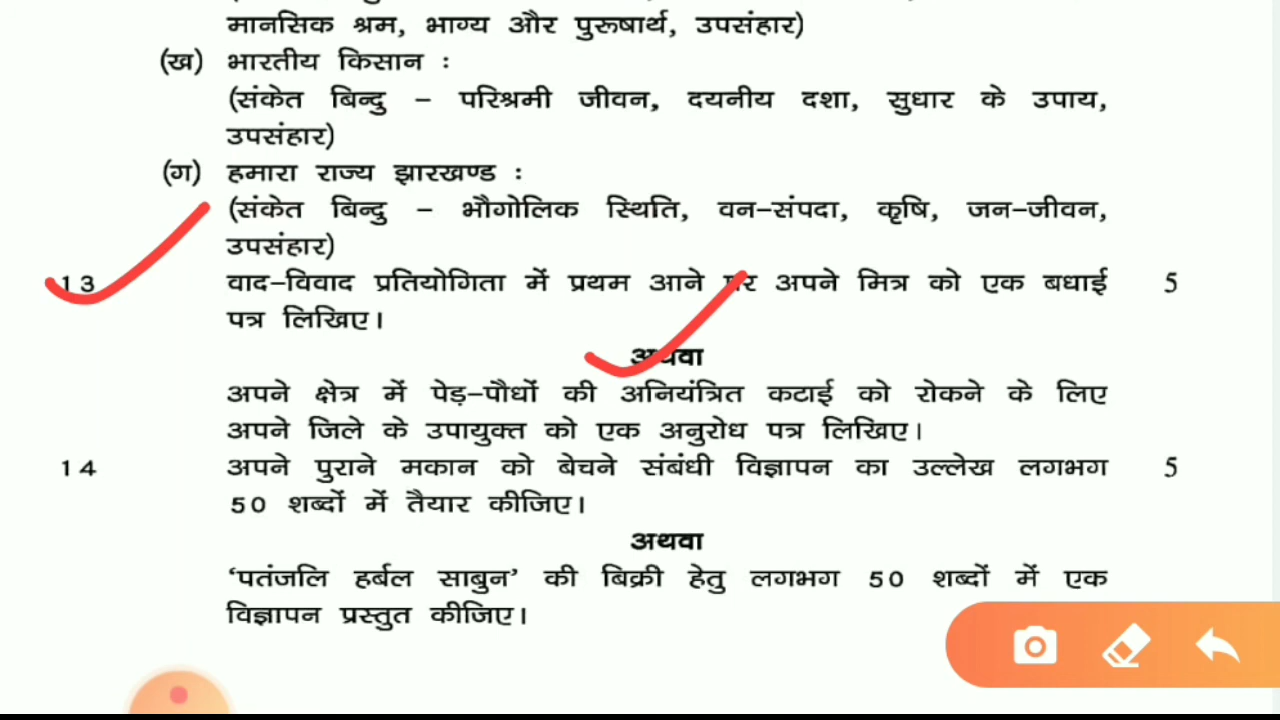 मानसिक श्रम, भाग्य और पुरूषार्थ, उपसंहार)
(ख) भारतीय किसान :
(संकेत बिन्दु – परिश्रमी जीवन, दयनीय दशा, सुधार के उपाय,
उपसंहार)
(ग) हमारा राज्य झारखण्ड :
(संकेत बिन्दु – भौगोलिक स्थिति, वन–संपदा, कृषि, जन–जीवन,
उपसंहार)
13 वाद–विवाद प्रतियोगिता में प्रथम आने पर अपने मित्र को एक बधाई 5
पत्र लिखिए।
अथवा
अपने क्षेत्र में पेड़–पौधों की अनियंत्रित कटाई को रोकने के लिए
अपने जिले के उपायुक्त को एक अनुरोध पत्र लिखिए।
14 अपने पुराने मकान को बेचने संबंधी विज्ञापन का उल्लेख लगभग 5
50 शब्दों में तैयार कीजिए।
अथवा
‘पतंजलि हर्बल साबुन’ की बिक्री हेतु लगभग 50 शब्दों में एक
विज्ञापन प्रस्तुत कीजिए।